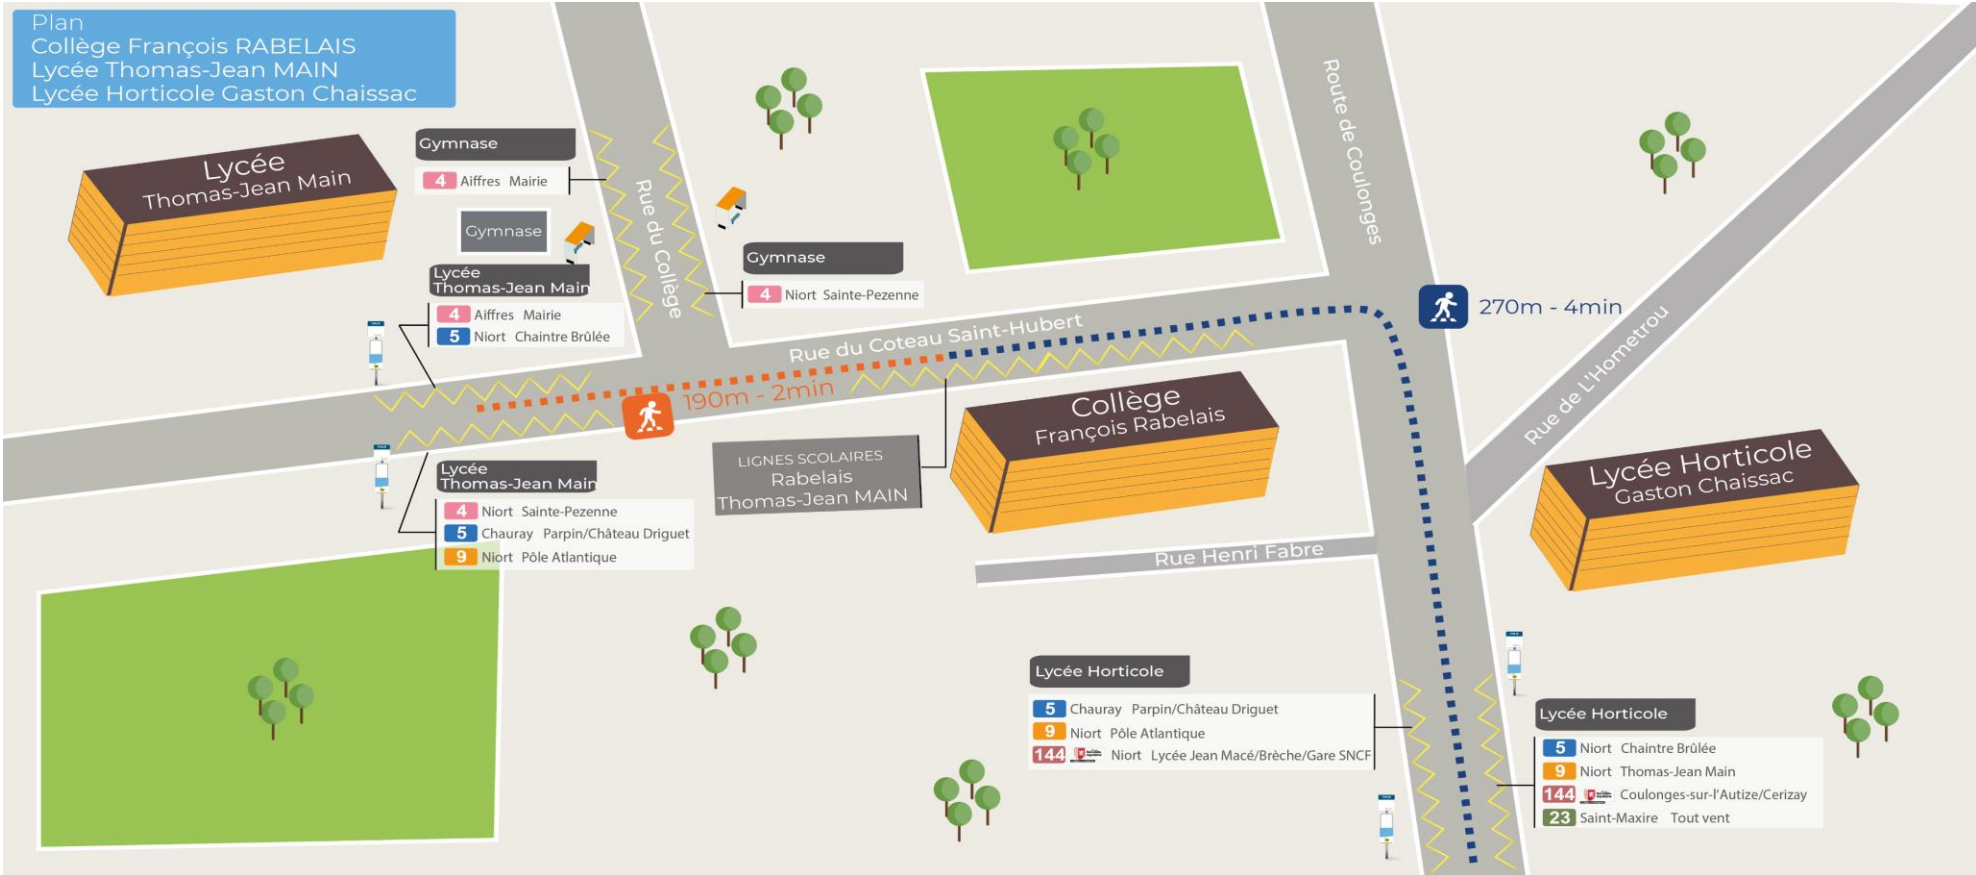 Plan
Collège François RABELAIS
Lycée Thomas-Jean MAIN
Lycée Horticole Gaston Chaissac
Lycée
Thomas-Jean Main
Gymnase
4 Aiffres Mairie
Gymnase
Rue du Collège
Gymnase
4 Niort Sainte-Pezenne
Lycée
Thomas-Jean Main
4 Aiffres Mairie
5 Niort Chaintre Brûlée
Route de Coulonges
Rue du Coteau Saint-Hubert
270m - 4min
190m - 2min
Rue de L'Hometrou
Collège
François Rabelais
LIGNES SCOLAIRES
Rabelais
Thomas-Jean MAIN
Lycée Horticole
Gaston Chaissac
Lycée
Thomas-Jean Main
4 Niort Sainte-Pezenne
5 Chauray Parpin/Château Driguet
9 Niort Pôle Atlantique
Rue Henri Fabre
Lycée Horticole
5 Chauray Parpin/Château Driguet
9 Niort Pôle Atlantique
144 Niort Lycée Jean Macé/Brèche/Gare SNCF
Lycée Horticole
5 Niort Chaintre Brûlée
9 Niort Thomas-Jean Main
144 Coulonges-sur-l'Autize/Cerizay
23 Saint-Maxire Tout vent